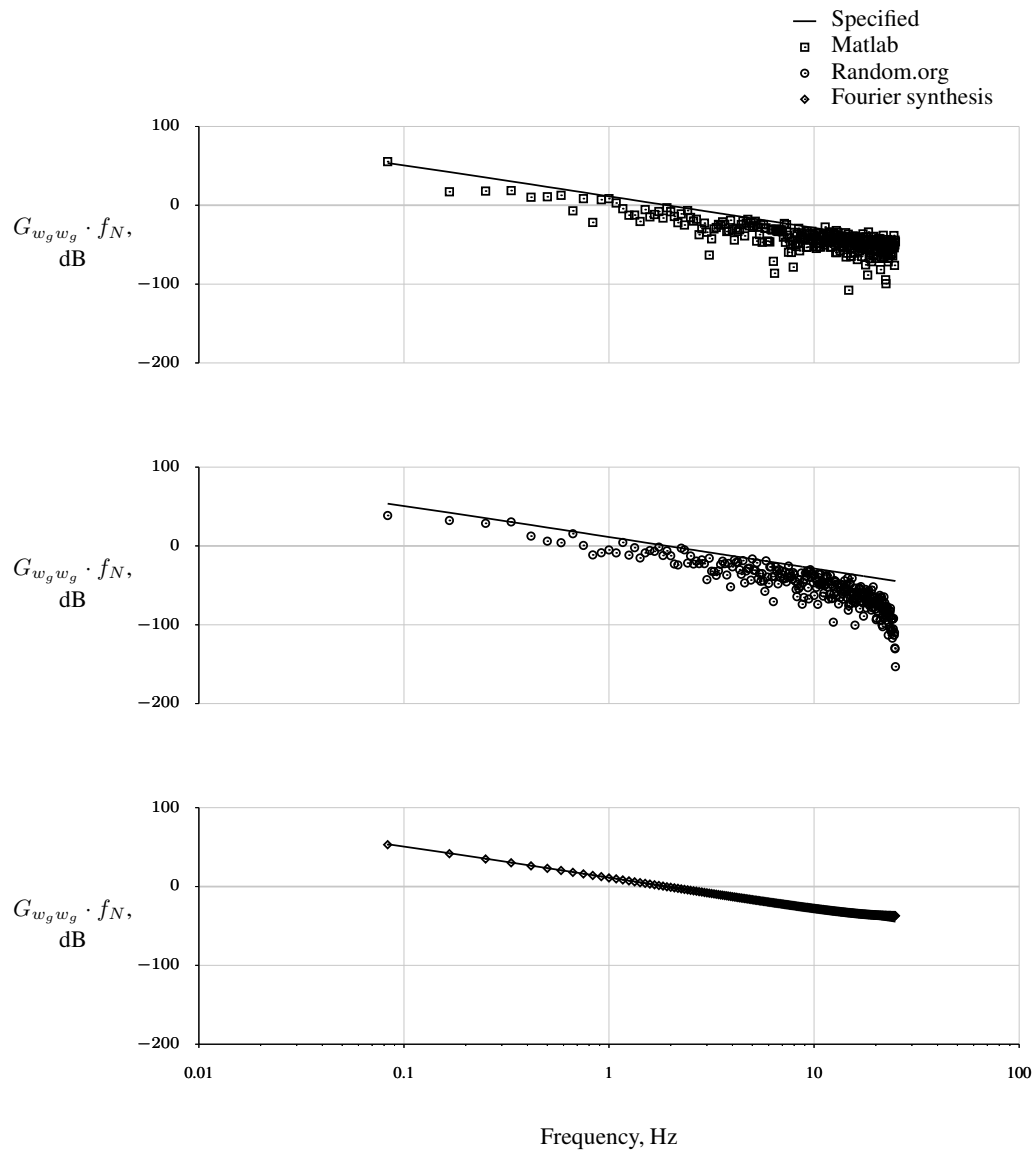 Specified
Matlab
Random.org
Fourier synthesis
100
0
−100
−200
G_{w_g w_g} · f_N,
dB
100
0
−100
−200
G_{w_g w_g} · f_N,
dB
100
0
−100
−200
G_{w_g w_g} · f_N,
dB
0.01 0.1 1 10 100
Frequency, Hz